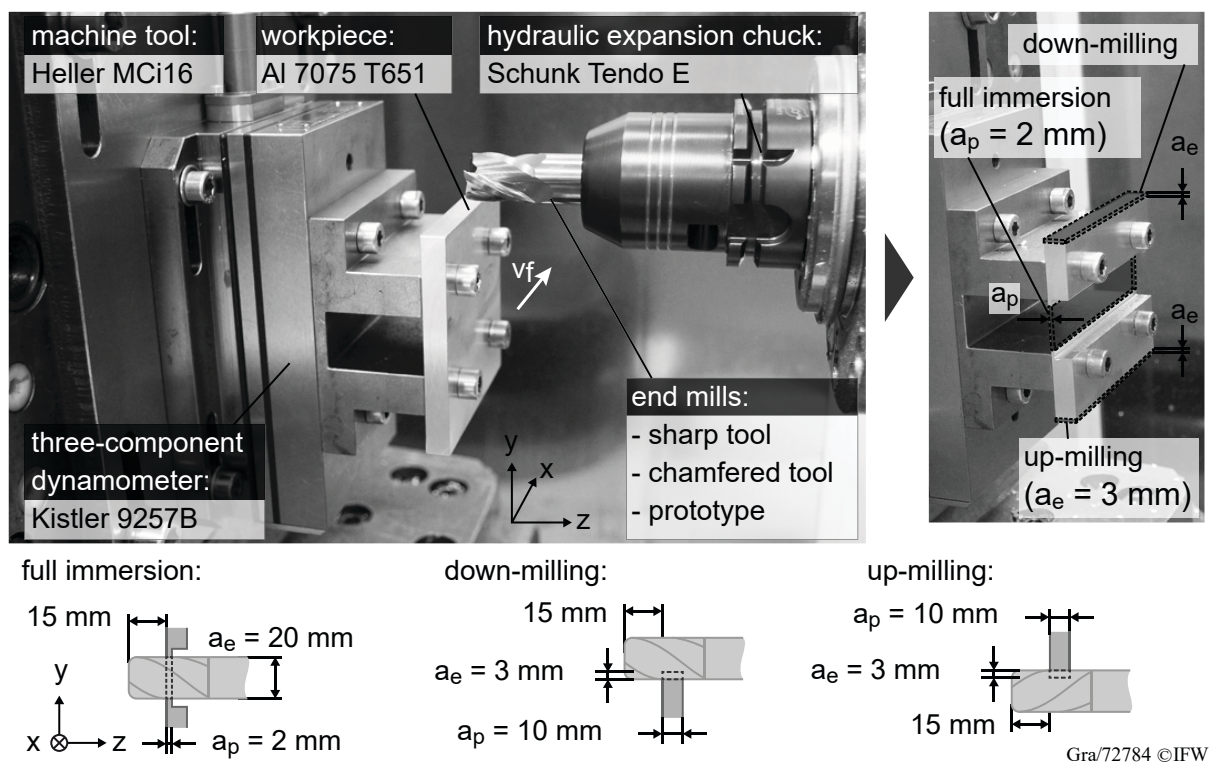 machine tool:
Heller MCi16
workpiece:
Al 7075 T651
hydraulic expansion chuck:
Schunk Tendo E
vf
three-component
dynamometer:
Kistler 9257B
y
x
z
end mills:
- sharp tool
- chamfered tool
- prototype
down-milling
full immersion
(ap = 2 mm)
ae
ap
ae
up-milling
(ae = 3 mm)
full immersion:
15 mm
ae = 20 mm
y
x
z
ap = 2 mm
down-milling:
15 mm
ae = 3 mm
ap = 10 mm
up-milling:
ap = 10 mm
ae = 3 mm
15 mm
Gra/72784 ©IFW